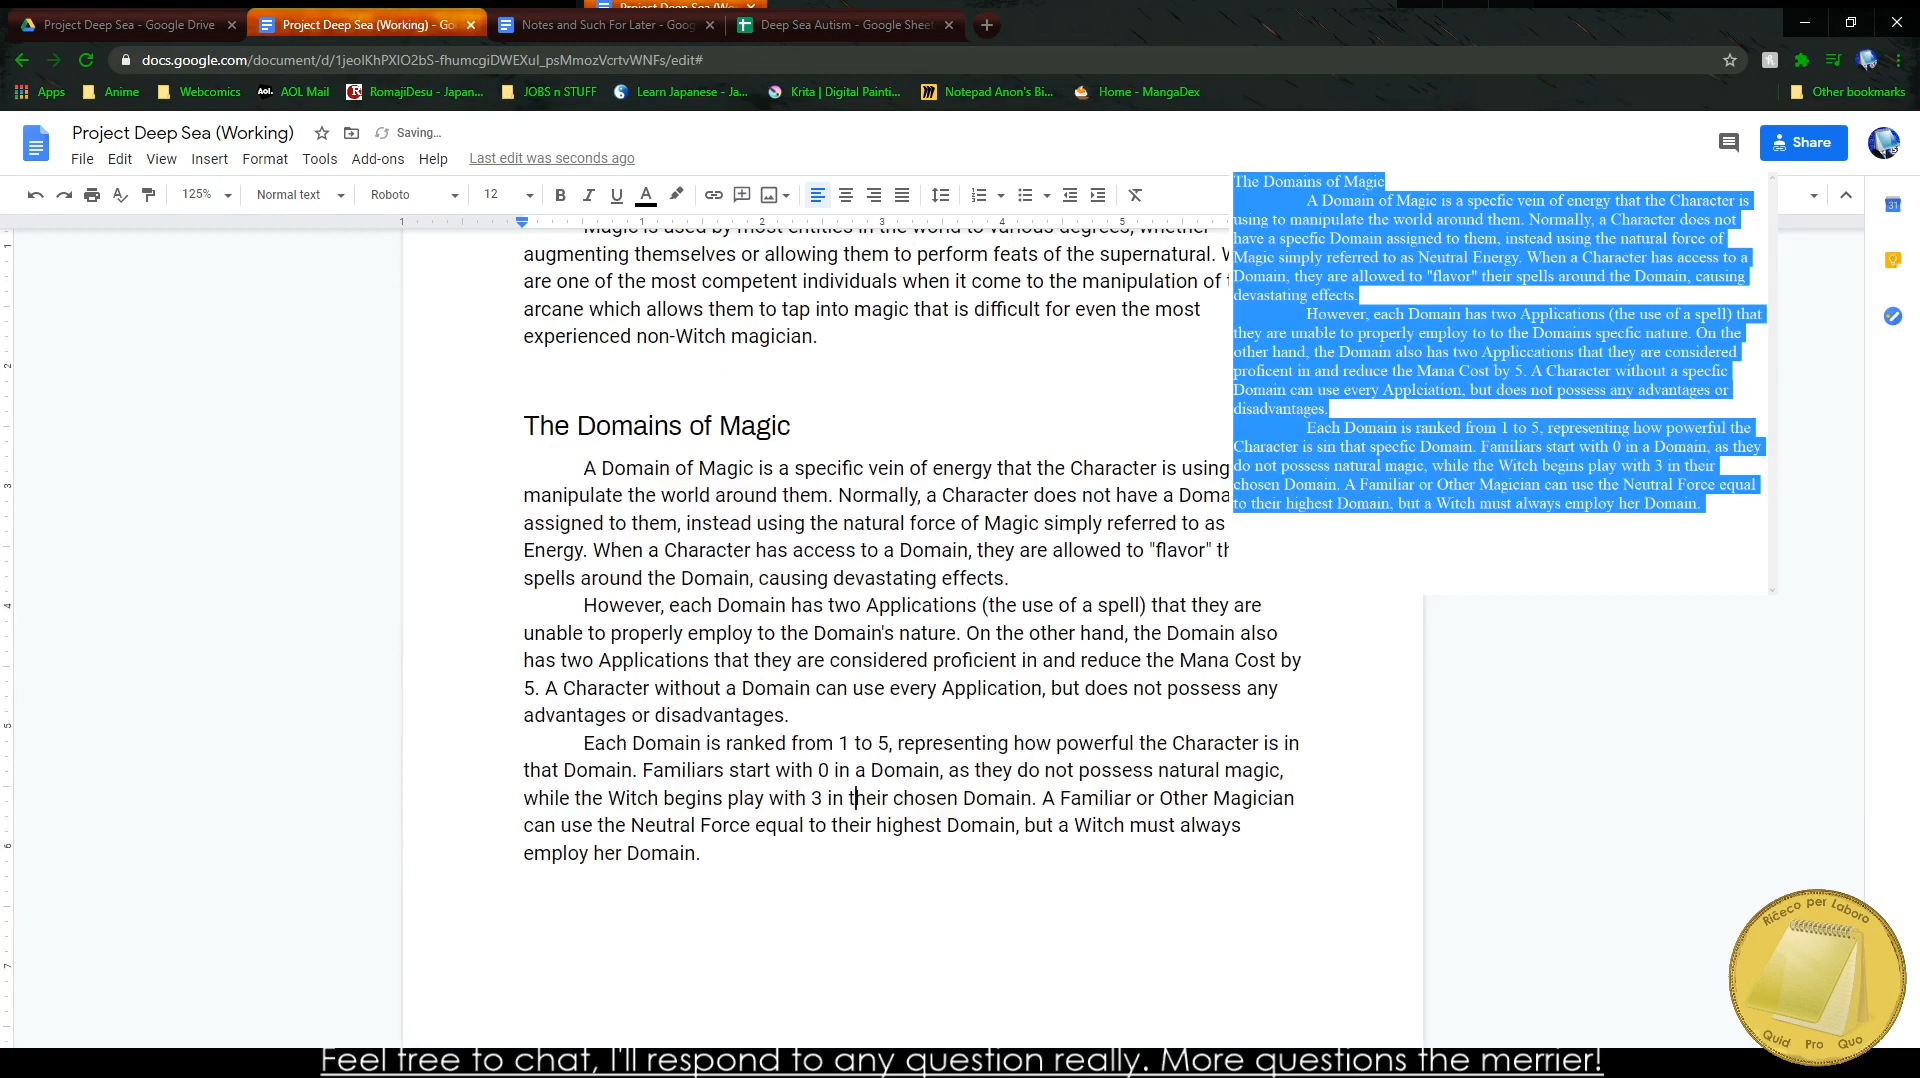 Project Deep Sea (We
Project Deep Sea - Google Drive
Project Deep Sea (Working) - Go
Notes and Such For Later - Goog
Deep Sea Autism - Google Sheet
docs.google.com/document/d/1jeolKhPXIO2bS-fhumcgiDWEXul_psMmozVcrtvWNFs/edit#
Apps
Anime
Webcomics
Aol.
AOL Mail
RomajiDesu - Japan...
JOBS n STUFF
Learn Japanese - Ja...
Krita | Digital Painti...
Notepad Anon's Bi...
Home - MangaDex
Other bookmarks
Project Deep Sea (Working)
Saving...
Share
File Edit View Insert Format Tools Add-ons Help
Last edit was seconds ago
125%
Normal text
Roboto
12
31
Magic is used by most entities in the world to various degrees, whether
augmenting themselves or allowing them to perform feats of the supernatural.
are one of the most competent individuals when it come to the manipulation of
arcane which allows them to tap into magic that is difficult for even the most
experienced non-Witch magician.
The Domains of Magic
A Domain of Magic is a specific vein of energy that the Character is using
manipulate the world around them. Normally, a Character does not have a Doma
assigned to them, instead using the natural force of Magic simply referred to as
Energy. When a Character has access to a Domain, they are allowed to "flavor" th
spells around the Domain, causing devastating effects.
However, each Domain has two Applications (the use of a spell) that they are
unable to properly employ to the Domain's nature. On the other hand, the Domain also
has two Applications that they are considered proficient in and reduce the Mana Cost by
5. A Character without a Domain can use every Application, but does not possess any
advantages or disadvantages.
Each Domain is ranked from 1 to 5, representing how powerful the Character is in
that Domain. Familiars start with 0 in a Domain, as they do not possess natural magic,
while the Witch begins play with 3 in their chosen Domain. A Familiar or Other Magician
can use the Neutral Force equal to their highest Domain, but a Witch must always
employ her Domain.
The Domains of Magic
A Domain of Magic is a specfic vein of energy that the Character is
using to manipulate the world around them. Normally, a Character does not
have a specfic Domain assigned to them, instead using the natural force of
Magic simply referred to as Neutral Energy. When a Character has access to a
Domain, they are allowed to "flavor" their spells around the Domain, causing
devastating effects.
However, each Domain has two Applications (the use of a spell) that
they are unable to properly employ to to the Domains specfic nature. On the
other hand, the Domain also has two Appliccations that they are considered
proficent in and reduce the Mana Cost by 5. A Character without a specfic
Domain can use every Applciation, but does not possess any advantages or
disadvantages.
Each Domain is ranked from 1 to 5, representing how powerful the
Character is sin that specfic Domain. Familiars start with 0 in a Domain, as they
do not possess natural magic, while the Witch begins play with 3 in their
chosen Domain. A Familiar or Other Magician can use the Neutral Force equal
to their highest Domain, but a Witch must always employ her Domain.
Riĉeco per Laboro
Quid Pro Quo
Feel free to chat, I'll respond to any question really. More questions the merrier!